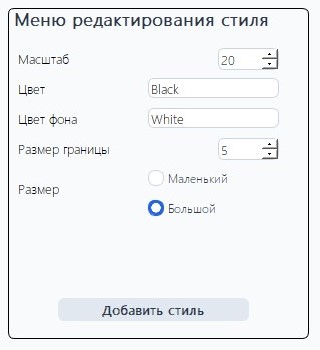 Меню редактирования стиля
Масштаб 20
Цвет Black
Цвет фона White
Размер границы 5
Размер
Маленький
Большой
Добавить стиль